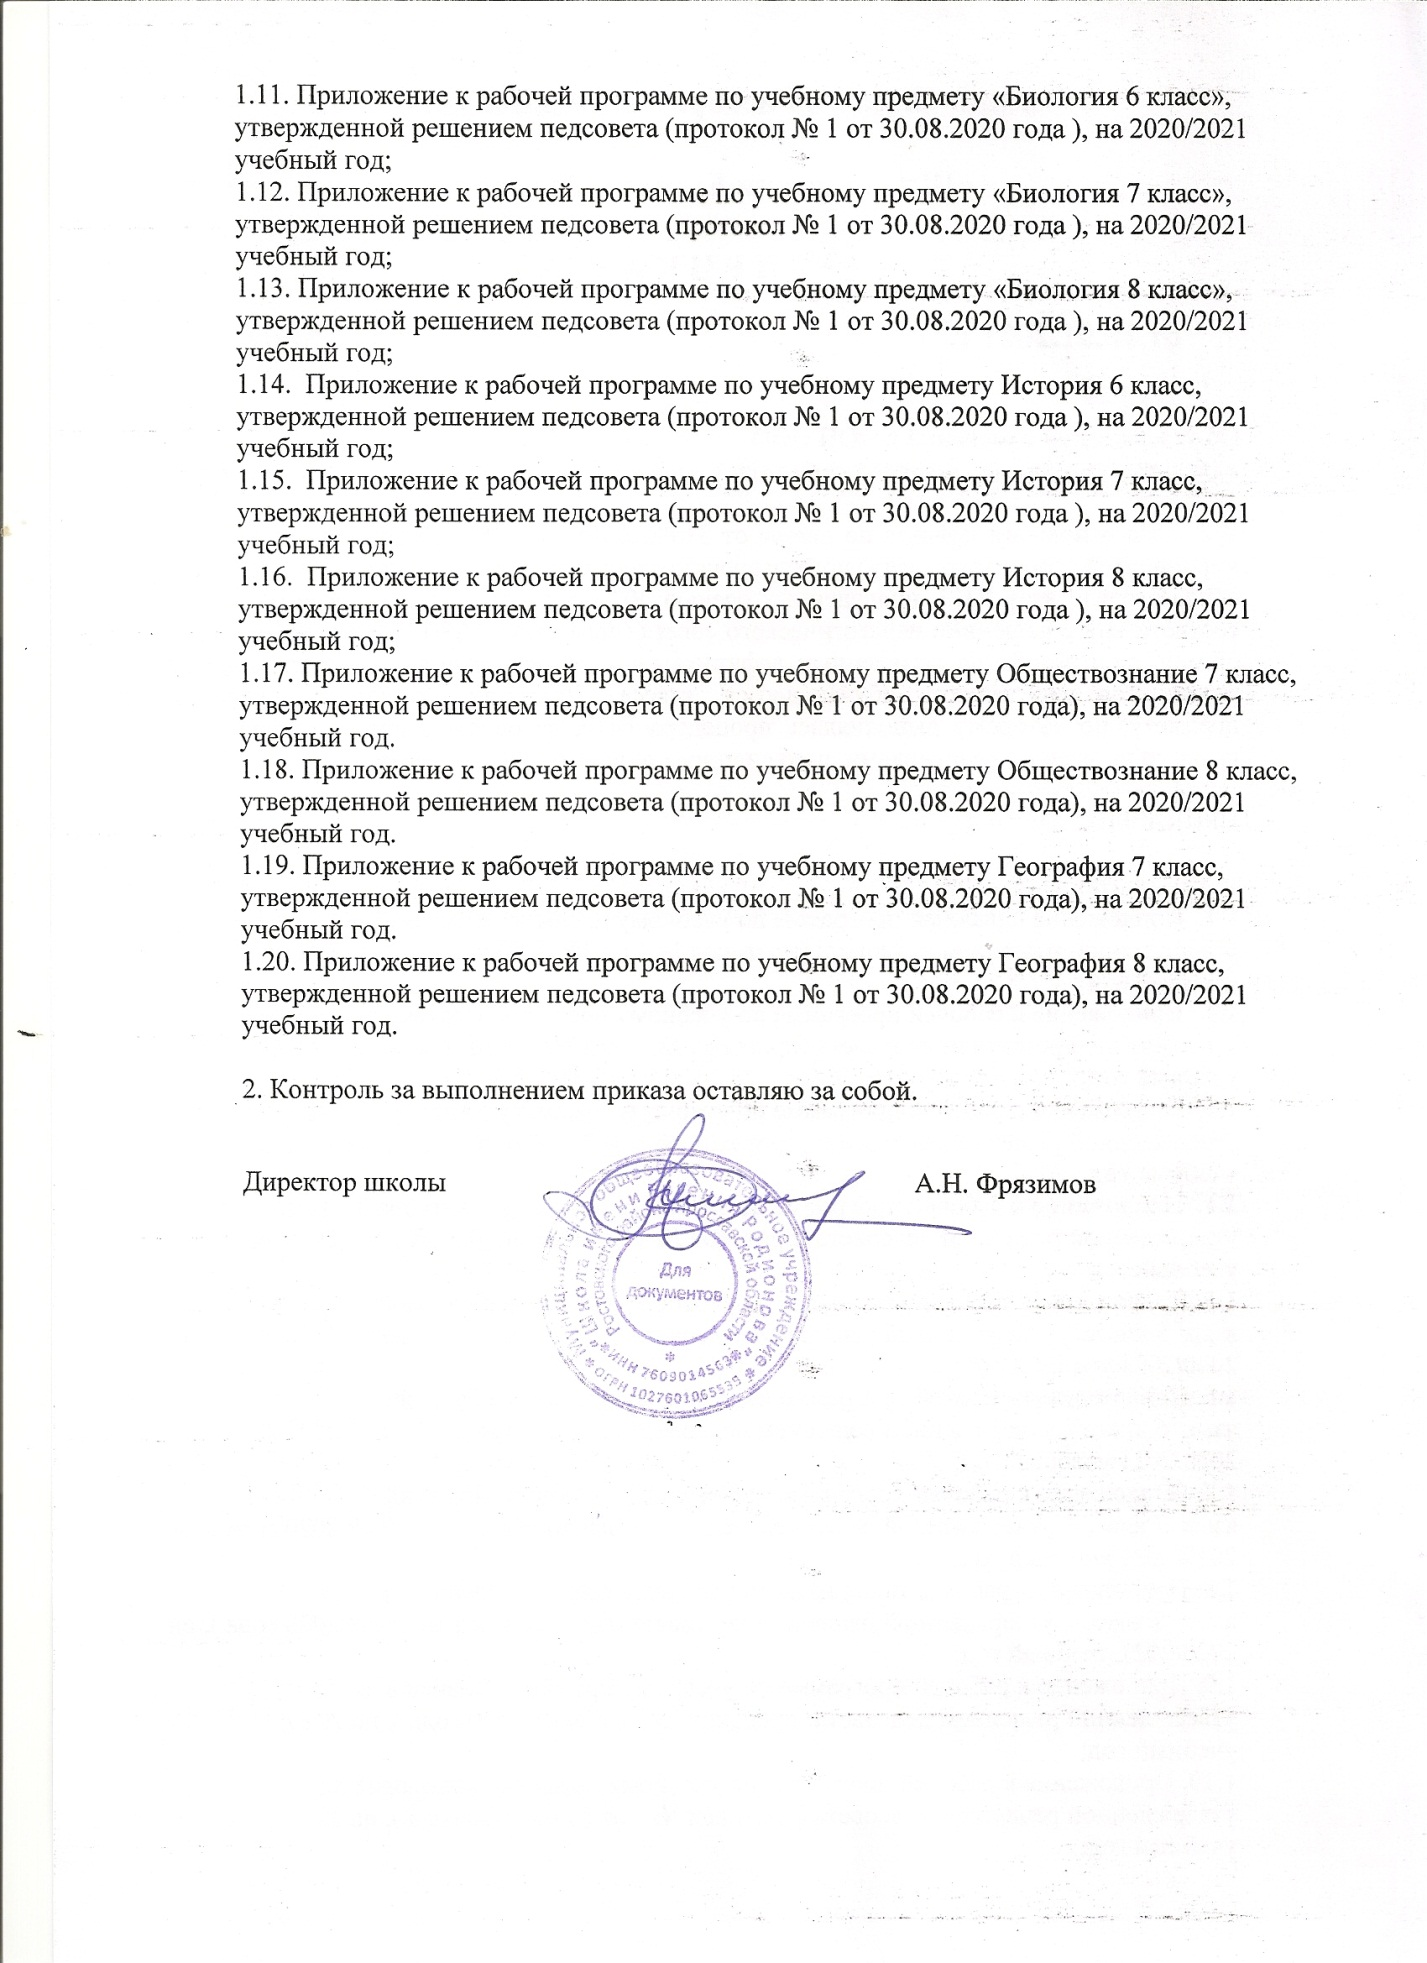 1.11. Приложение к рабочей программе по учебному предмету «Биология 6 класс»,
утвержденной решением педсовета (протокол № 1 от 30.08.2020 года ), на 2020/2021
учебный год;
1.12. Приложение к рабочей программе по учебному предмету «Биология 7 класс»,
утвержденной решением педсовета (протокол № 1 от 30.08.2020 года ), на 2020/2021
учебный год;
1.13. Приложение к рабочей программе по учебному предмету «Биология 8 класс»,
утвержденной решением педсовета (протокол № 1 от 30.08.2020 года ), на 2020/2021
учебный год;
1.14.  Приложение к рабочей программе по учебному предмету История 6 класс,
утвержденной решением педсовета (протокол № 1 от 30.08.2020 года ), на 2020/2021
учебный год;
1.15.  Приложение к рабочей программе по учебному предмету История 7 класс,
утвержденной решением педсовета (протокол № 1 от 30.08.2020 года ), на 2020/2021
учебный год;
1.16.  Приложение к рабочей программе по учебному предмету История 8 класс,
утвержденной решением педсовета (протокол № 1 от 30.08.2020 года ), на 2020/2021
учебный год;
1.17. Приложение к рабочей программе по учебному предмету Обществознание 7 класс,
утвержденной решением педсовета (протокол № 1 от 30.08.2020 года), на 2020/2021
учебный год.
1.18. Приложение к рабочей программе по учебному предмету Обществознание 8 класс,
утвержденной решением педсовета (протокол № 1 от 30.08.2020 года), на 2020/2021
учебный год.
1.19. Приложение к рабочей программе по учебному предмету География 7 класс,
утвержденной решением педсовета (протокол № 1 от 30.08.2020 года), на 2020/2021
учебный год.
1.20. Приложение к рабочей программе по учебному предмету География 8 класс,
утвержденной решением педсовета (протокол № 1 от 30.08.2020 года), на 2020/2021
учебный год.
2. Контроль за выполнением приказа оставляю за собой.
Директор школы А.Н. Фрязимов
общеобразовательное учреждение
"Школа имени Родионова"
Ярославской области
Для
документов
ИНН 7609014563
ОГРН 1027601065539